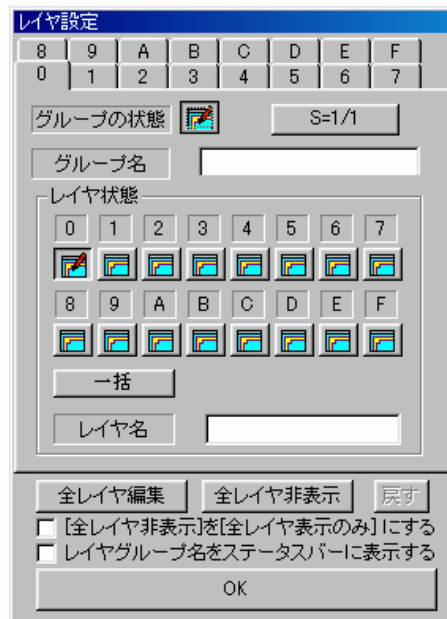 レイヤ設定
8 9 A B C D E F
0 1 2 3 4 5 6 7
グループの状態 S=1/1
グループ名
レイヤ状態
0 1 2 3 4 5 6 7
8 9 A B C D E F
一括
レイヤ名
全レイヤ編集 全レイヤ非表示 戻す
[全レイヤ非表示]を[全レイヤ表示のみ]にする
レイヤグループ名をステータスバーに表示する
OK